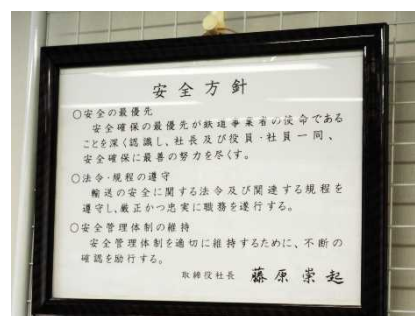 安全方針
○安全の最優先
安全確保の最優先が鉄道事業者の使命である
ことを深く認識し、社長及び役員・社員一同、
安全確保に最善の努力を尽くす。
○法令・規程の遵守
輸送の安全に関する法令及び関連する規程を
遵守し、厳正かつ忠実に職務を遂行する。
○安全管理体制の維持
安全管理体制を適切に維持するために、不断の
確認を励行する。
取締役社長 藤原崇起